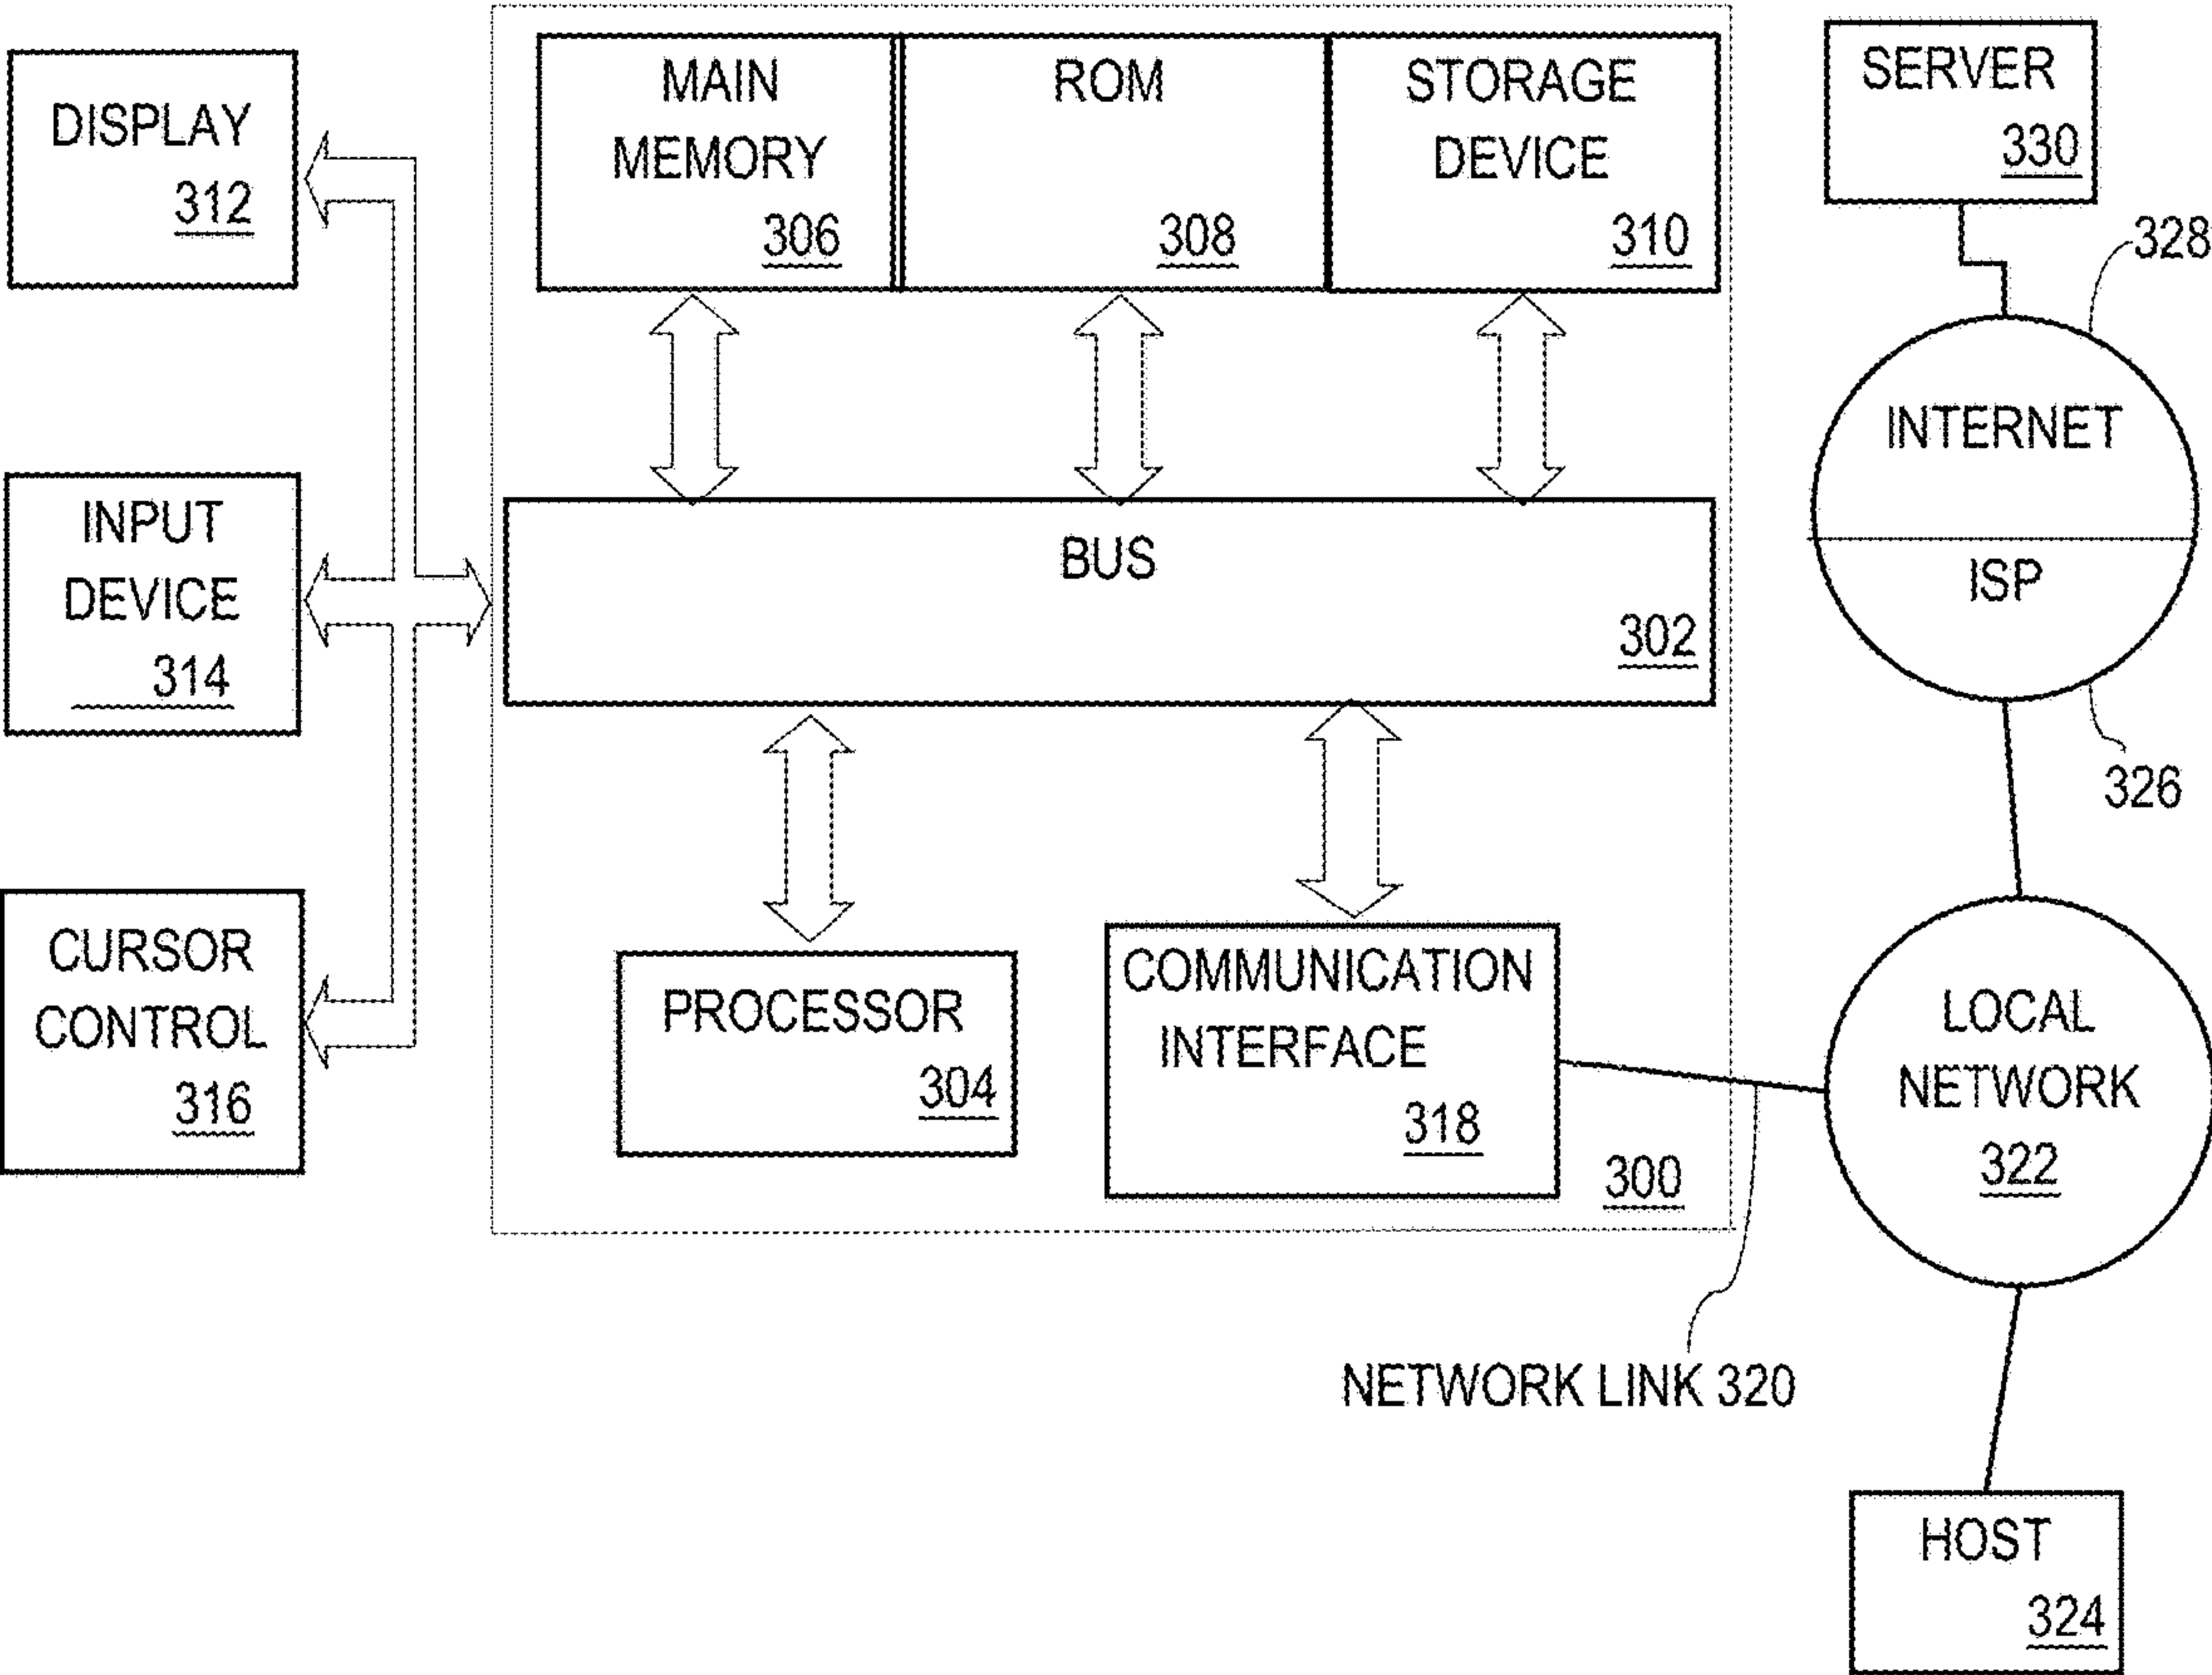 DISPLAY
312
INPUT
DEVICE
314
CURSOR
CONTROL
316
MAIN
MEMORY
306
ROM
308
STORAGE
DEVICE
310
BUS
302
PROCESSOR
304
COMMUNICATION
INTERFACE
318
300
NETWORK LINK 320
SERVER
330
328
INTERNET
ISP
326
LOCAL
NETWORK
322
HOST
324